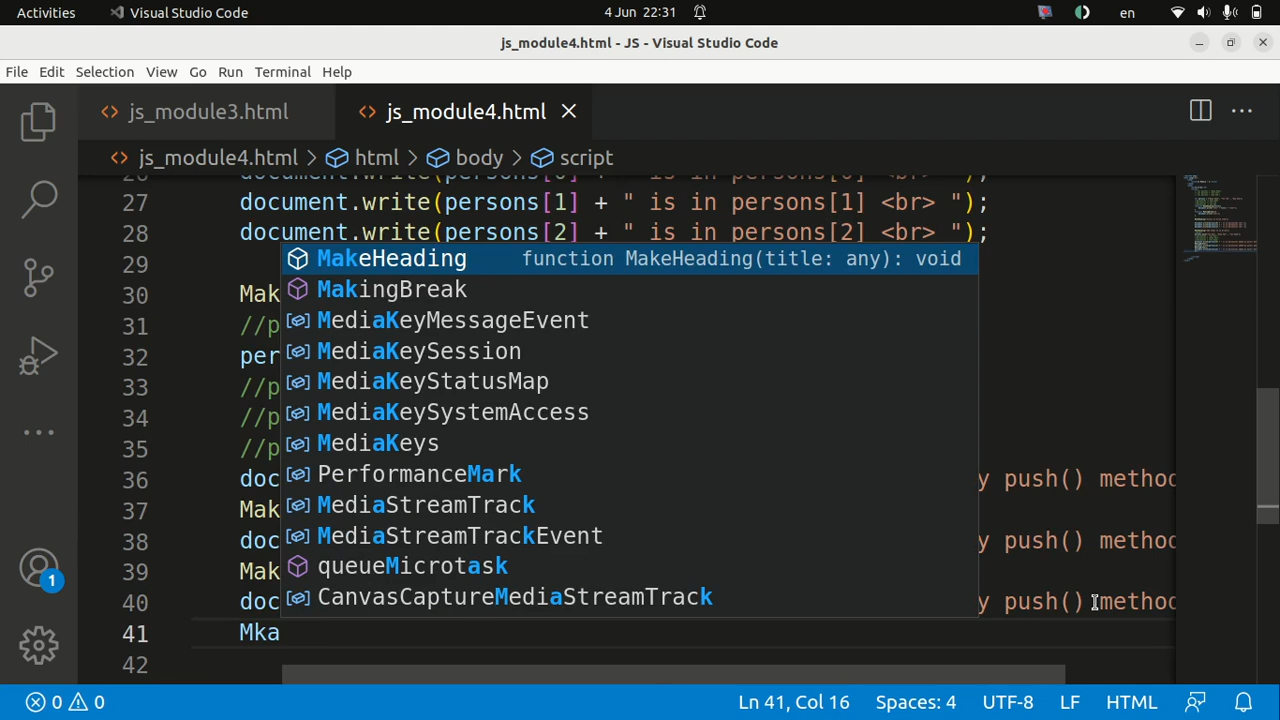 Activities Visual Studio Code 4 Jun 22:31 en
js_module4.html - JS - Visual Studio Code
File Edit Selection View Go Run Terminal Help
js_module3.html js_module4.html
js_module4.html > html > body > script
27 document.write(persons[1] + " is in persons[1] <br> ");
28 document.write(persons[2] + " is in persons[2] <br> ");
29 MakeHeading function MakeHeading(title: any): void
MakingBreak
30 Mak
MediaKeyMessageEvent
31 //p
MediaKeySession
32 per
MediaKeyStatusMap
33 //p
MediaKeySystemAccess
34 //p
MediaKeys
35 //p
PerformanceMark
36 doc y push() method
MediaStreamTrack
37 Mak
MediaStreamTrackEvent
38 doc y push() method
queueMicrotask
39 Mak
CanvasCaptureMediaStreamTrack
40 doc y push() method
41 Mka
42
1
0 0 Ln 41, Col 16 Spaces: 4 UTF-8 LF HTML